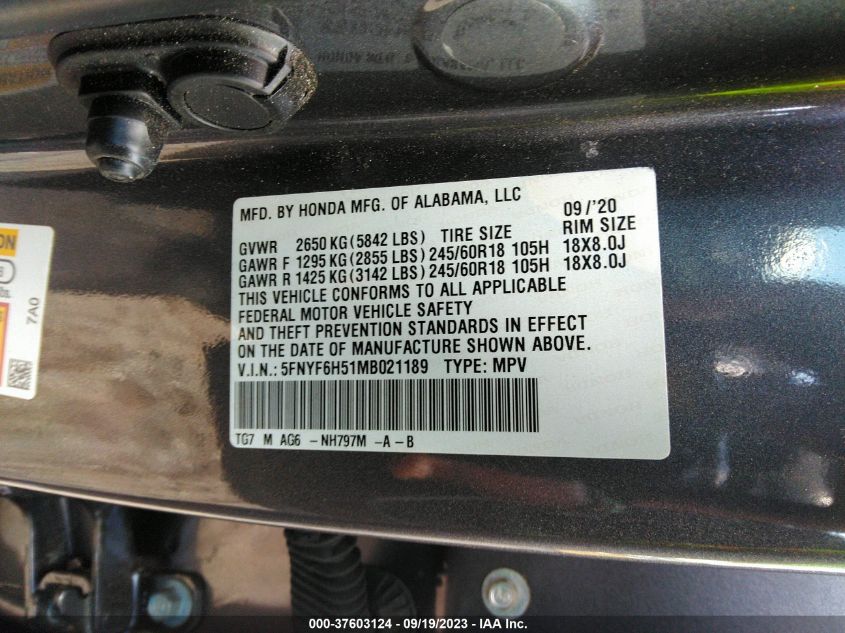 MFD. BY HONDA MFG. OF ALABAMA, LLC 09/'20
GVWR 2650 KG (5842 LBS) TIRE SIZE RIM SIZE
GAWR F 1295 KG (2855 LBS) 245/60R18 105H 18X8.0J
GAWR R 1425 KG (3142 LBS) 245/60R18 105H 18X8.0J
THIS VEHICLE CONFORMS TO ALL APPLICABLE
FEDERAL MOTOR VEHICLE SAFETY
AND THEFT PREVENTION STANDARDS IN EFFECT
ON THE DATE OF MANUFACTURE SHOWN ABOVE.
V.I.N.: 5FNYF6H51MB021189 TYPE: MPV
TG7 M AG6 -NH797M -A-B
7A0
000-37603124 - 09/19/2023 - IAA Inc.